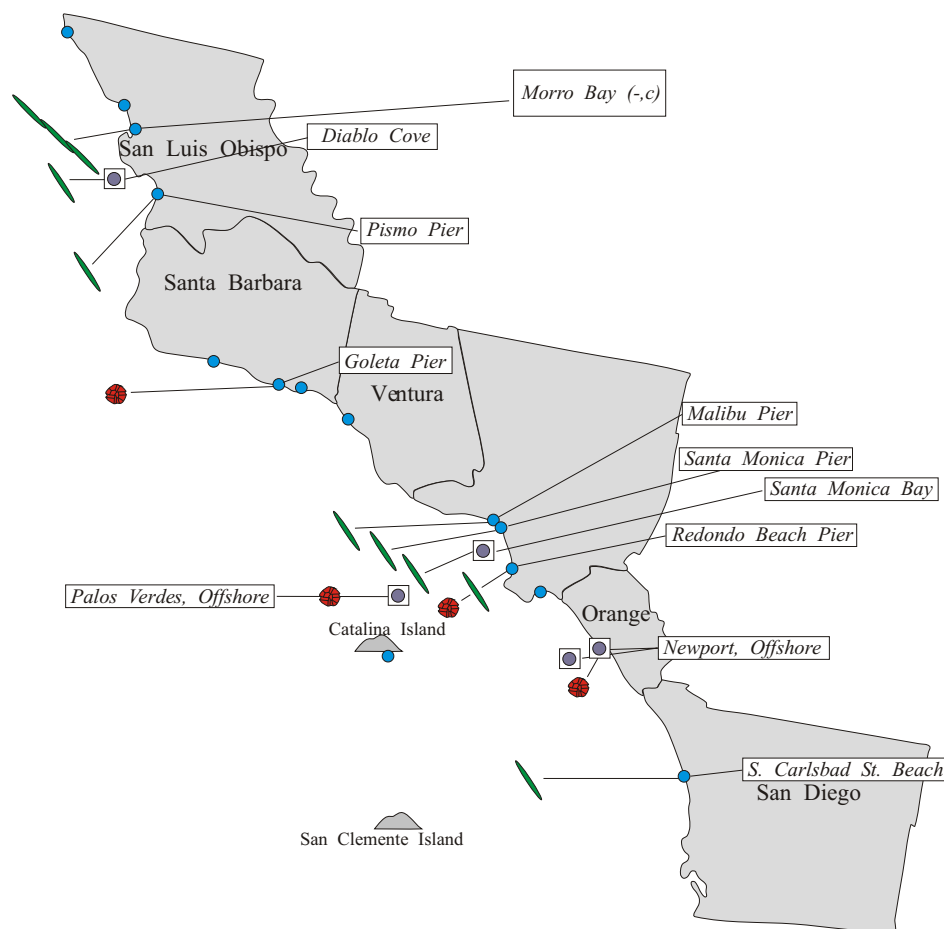 Morro Bay (-,c)
Diablo Cove
San Luis Obispo
Pismo Pier
Santa Barbara
Goleta Pier
Ventura
Malibu Pier
Santa Monica Pier
Santa Monica Bay
Redondo Beach Pier
Palos Verdes, Offshore
Orange
Catalina Island
Newport, Offshore
S. Carlsbad St. Beach
San Diego
San Clemente Island